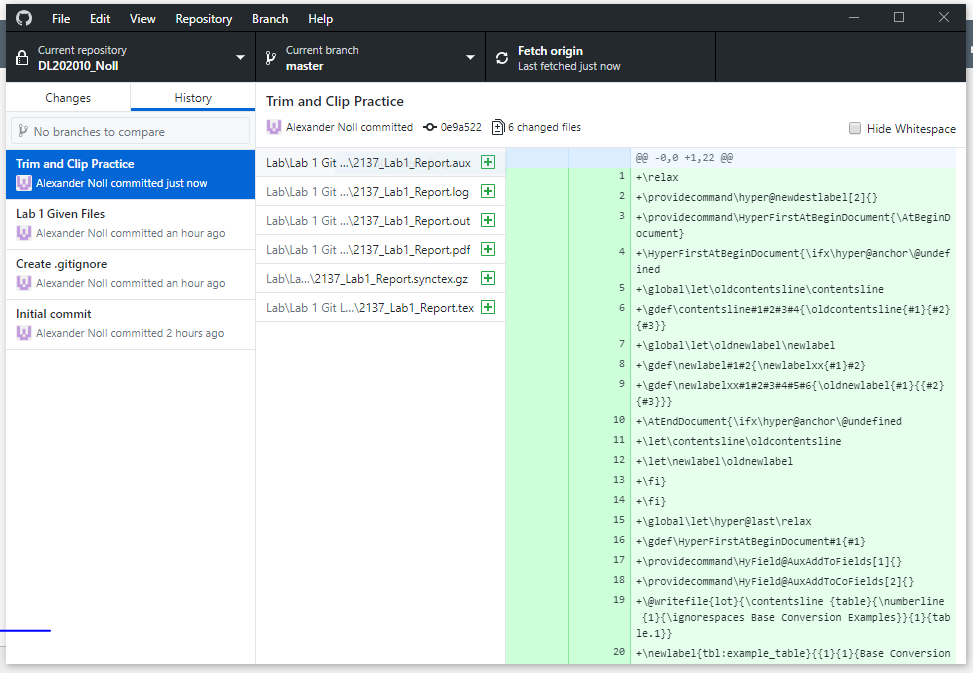 File Edit View Repository Branch Help
Current repository
DL202010_Noll
Current branch
master
Fetch origin
Last fetched just now
Changes
History
No branches to compare
Trim and Clip Practice
Alexander Noll committed just now
Lab 1 Given Files
Alexander Noll committed an hour ago
Create .gitignore
Alexander Noll committed an hour ago
Initial commit
Alexander Noll committed 2 hours ago
Trim and Clip Practice
Alexander Noll committed 0e9a522 6 changed files
Hide Whitespace
Lab\Lab 1 Git ...\2137_Lab1_Report.aux
Lab\Lab 1 Git ...\2137_Lab1_Report.log
Lab\Lab 1 Git ...\2137_Lab1_Report.out
Lab\Lab 1 Git ...\2137_Lab1_Report.pdf
Lab\La...\2137_Lab1_Report.synctex.gz
Lab\Lab 1 Git L...\2137_Lab1_Report.tex
@@ -0,0 +1,22 @@
1 +\relax
2 +\providecommand\hyper@newdestlabel[2]{}
3 +\providecommand\HyperFirstAtBeginDocument{\AtBeginD
ocument}
4 +\HyperFirstAtBeginDocument{\ifx\hyper@anchor\@undef
ined
5 +\global\let\oldcontentsline\contentsline
6 +\gdef\contentsline#1#2#3#4{\oldcontentsline{#1}{#2}
{#3}}
7 +\global\let\oldnewlabel\newlabel
8 +\gdef\newlabel#1#2{\newlabelxx{#1}#2}
9 +\gdef\newlabelxx#1#2#3#4#5#6{\oldnewlabel{#1}{{#2}
{#3}}}
10 +\AtEndDocument{\ifx\hyper@anchor\@undefined
11 +\let\contentsline\oldcontentsline
12 +\let\newlabel\oldnewlabel
13 +\fi}
14 +\fi}
15 +\global\let\hyper@last\relax
16 +\gdef\HyperFirstAtBeginDocument#1{#1}
17 +\providecommand\HyField@AuxAddToFields[1]{}
18 +\providecommand\HyField@AuxAddToCoFields[2]{}
19 +\@writefile{lot}{\contentsline {table}{\numberline
{1}{\ignorespaces Base Conversion Examples}}{1}{tab
le.1}}
20 +\newlabel{tbl:example_table}{{1}{1}{Base Conversion